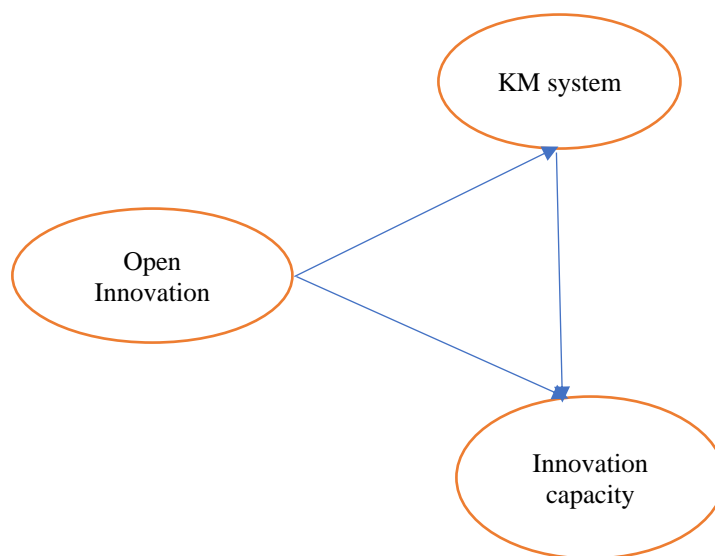 KM system
Open
Innovation
Innovation
capacity